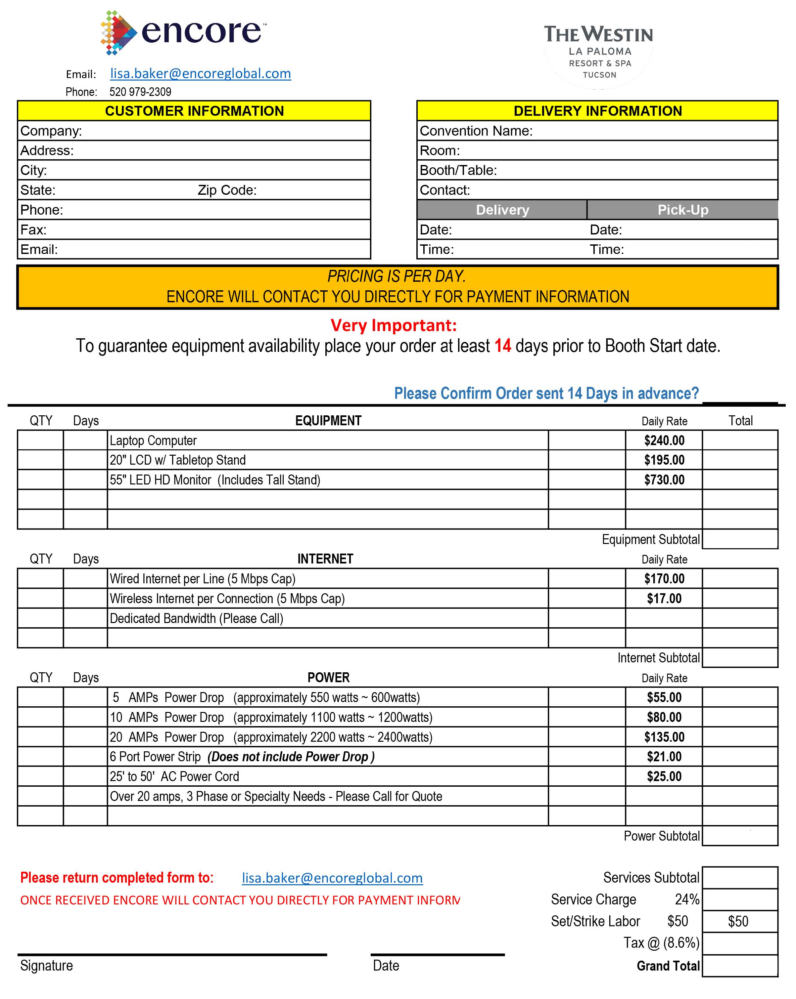 encore SM
THE WESTIN
LA PALOMA
RESORT & SPA
TUCSON
Email: lisa.baker@encoreglobal.com
Phone: 520 979-2309
CUSTOMER INFORMATION
Company:
Address:
City:
State: Zip Code:
Phone:
Fax:
Email:
DELIVERY INFORMATION
Convention Name:
Room:
Booth/Table:
Contact:
Delivery Pick-Up
Date: Date:
Time: Time:
PRICING IS PER DAY.
ENCORE WILL CONTACT YOU DIRECTLY FOR PAYMENT INFORMATION
Very Important:
To guarantee equipment availability place your order at least 14 days prior to Booth Start date.
Please Confirm Order sent 14 Days in advance?
QTY Days EQUIPMENT Daily Rate Total
Laptop Computer $240.00
20" LCD w/ Tabletop Stand $195.00
55" LED HD Monitor (Includes Tall Stand) $730.00
Equipment Subtotal
QTY Days INTERNET Daily Rate
Wired Internet per Line (5 Mbps Cap) $170.00
Wireless Internet per Connection (5 Mbps Cap) $17.00
Dedicated Bandwidth (Please Call)
Internet Subtotal
QTY Days POWER Daily Rate
5 AMPs Power Drop (approximately 550 watts ~ 600watts) $55.00
10 AMPs Power Drop (approximately 1100 watts ~ 1200watts) $80.00
20 AMPs Power Drop (approximately 2200 watts ~ 2400watts) $135.00
6 Port Power Strip (Does not include Power Drop ) $21.00
25' to 50' AC Power Cord $25.00
Over 20 amps, 3 Phase or Specialty Needs - Please Call for Quote
Power Subtotal
Please return completed form to: lisa.baker@encoreglobal.com
ONCE RECEIVED ENCORE WILL CONTACT YOU DIRECTLY FOR PAYMENT INFORM
Services Subtotal
Service Charge 24%
Set/Strike Labor $50 $50
Tax @ (8.6%)
Grand Total
Signature Date